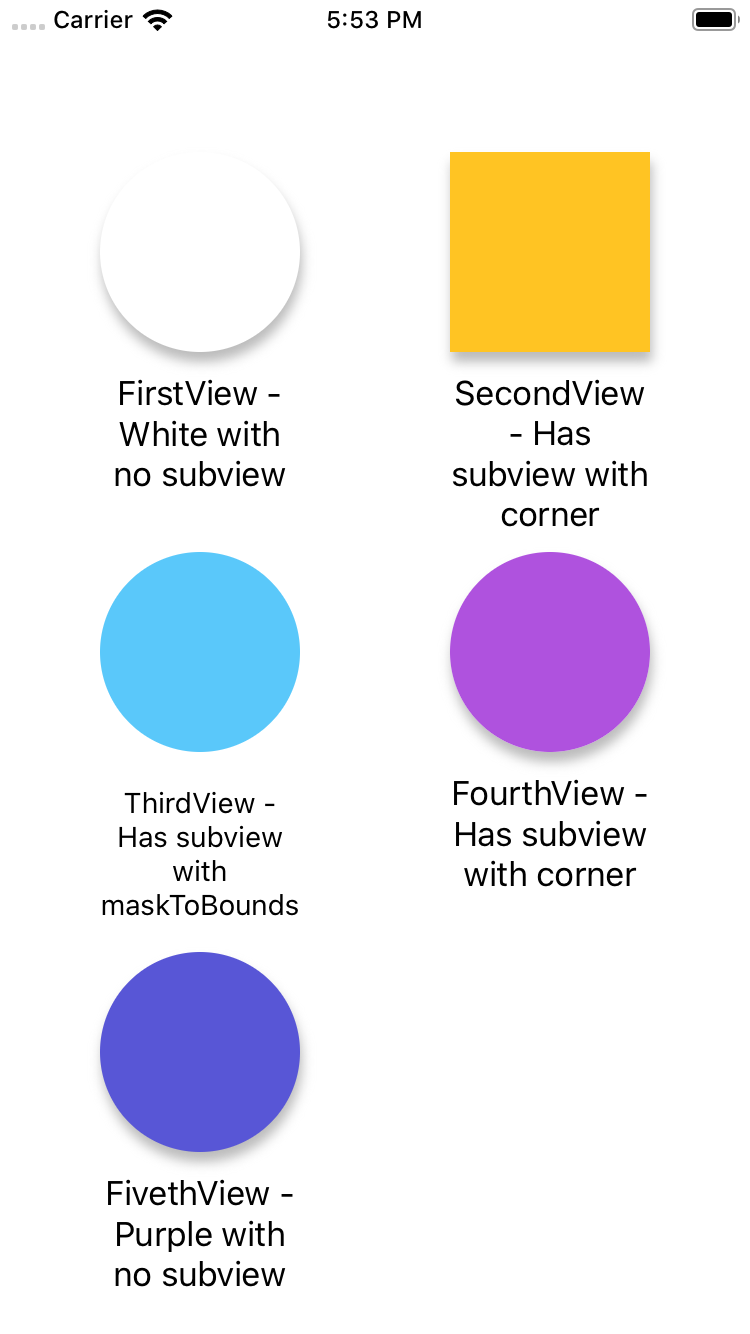 Carrier 5:53 PM
FirstView -
White with
no subview
SecondView
- Has
subview with
corner
ThirdView -
Has subview
with
maskToBounds
FourthView -
Has subview
with corner
FivethView -
Purple with
no subview